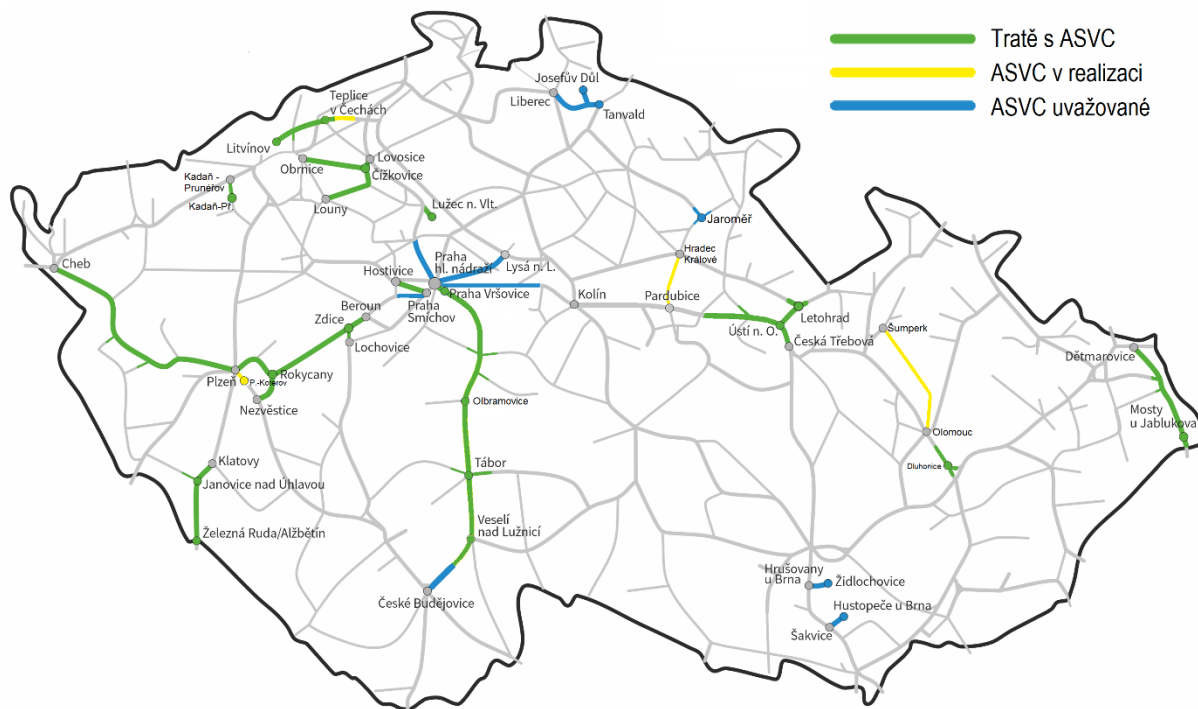 Tratě s ASVC
ASVC v realizaci
ASVC uvažované
Josefův Důl
Liberec
Tanvald
Teplice
v Čechách
Litvínov
Obrnice
Lovosice
Čížkovice
Kadaň -
Prunéřov
Kadaň-Př.
Louny
Lužec n. Vlt.
Jaroměř
Cheb
Hostivice
Praha
hl. nádraží
Lysá n. L.
Hradec
Králové
Praha Vršovice
Kolín
Pardubice
Beroun
Praha
Smíchov
Zdice
Lochovice
Letohrad
Ústí n. O.
Česká Třebová
Šumperk
Dětmarovice
Plzeň
P.-Koterov
Rokycany
Nezvěstice
Olbramovice
Mosty
u Jablukova
Olomouc
Dluhonice
Klatovy
Janovice nad Úhlavou
Tábor
Železná Ruda/Alžbětín
Veselí
nad Lužnicí
České Budějovice
Hrušovany
u Brna
Židlochovice
Hustopeče u Brna
Šakvice